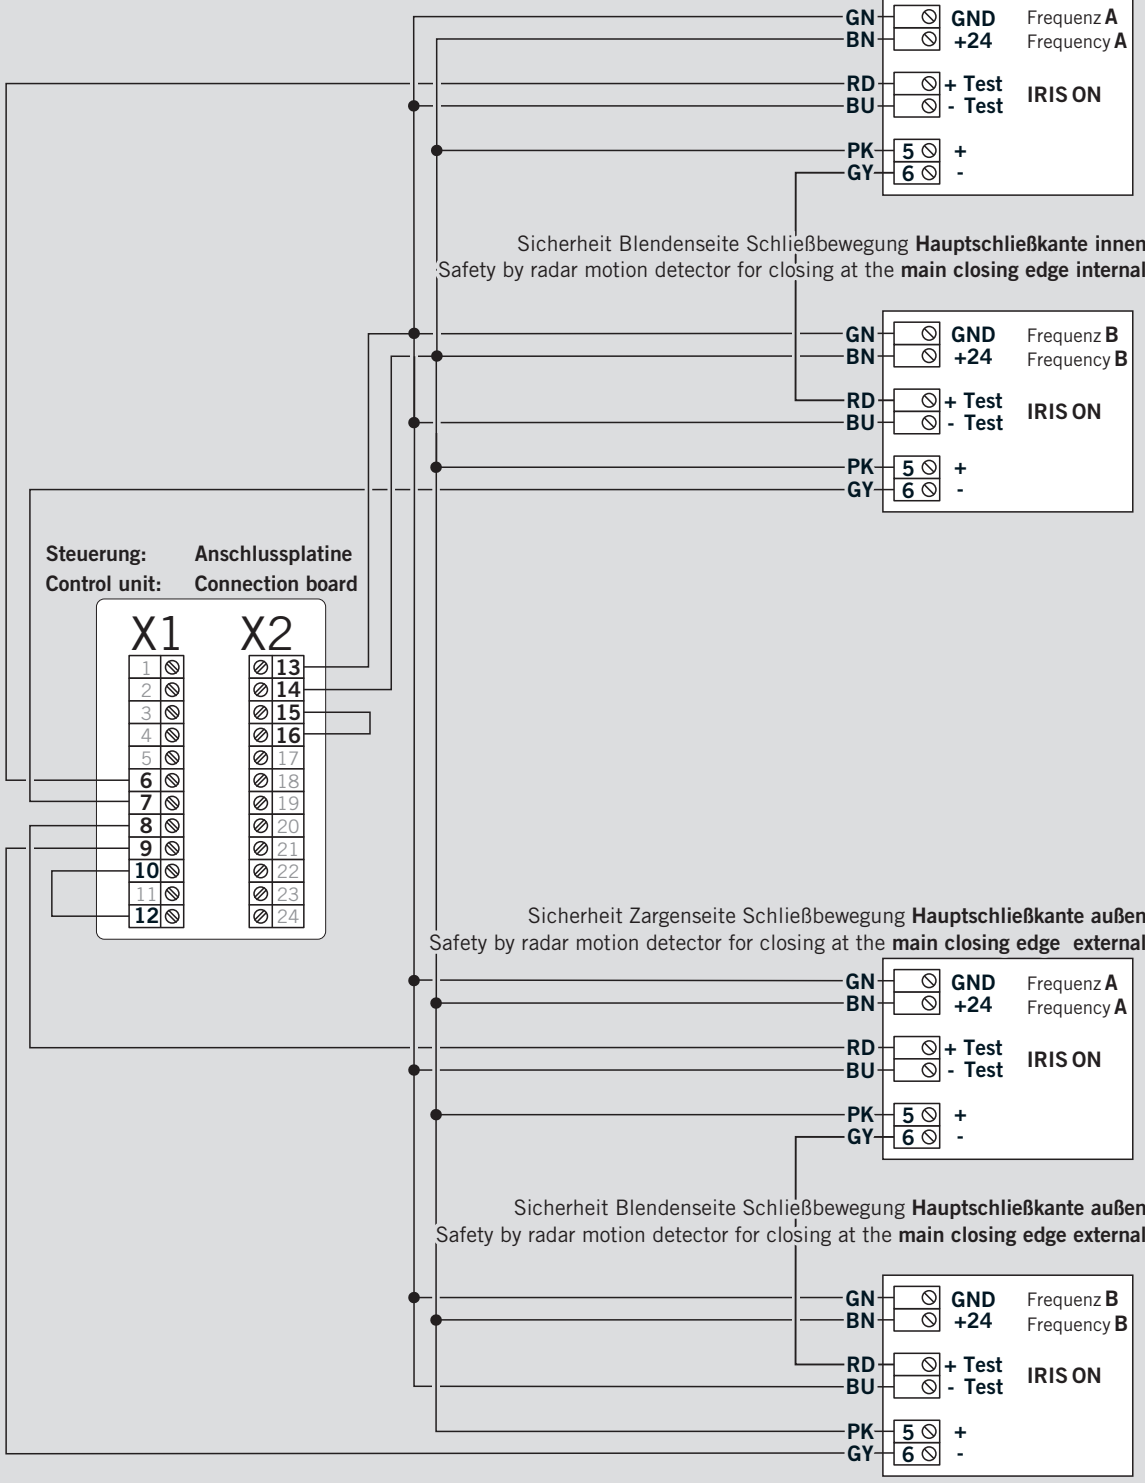 GN GND Frequenz A
BN +24 Frequency A
RD + Test IRIS ON
BU - Test
PK 5 +
GY 6 -
Sicherheit Blendenseite Schließbewegung Hauptschließkante innen
Safety by radar motion detector for closing at the main closing edge internal
GN GND Frequenz B
BN +24 Frequency B
RD + Test IRIS ON
BU - Test
PK 5 +
GY 6 -
Steuerung: Anschlussplatine
Control unit: Connection board
X1 X2
1 13
2 14
3 15
4 16
5 17
6 18
7 19
8 20
9 21
10 22
11 23
12 24
Sicherheit Zargenseite Schließbewegung Hauptschließkante außen
Safety by radar motion detector for closing at the main closing edge external
GN GND Frequenz A
BN +24 Frequency A
RD + Test IRIS ON
BU - Test
PK 5 +
GY 6 -
Sicherheit Blendenseite Schließbewegung Hauptschließkante außen
Safety by radar motion detector for closing at the main closing edge external
GN GND Frequenz B
BN +24 Frequency B
RD + Test IRIS ON
BU - Test
PK 5 +
GY 6 -